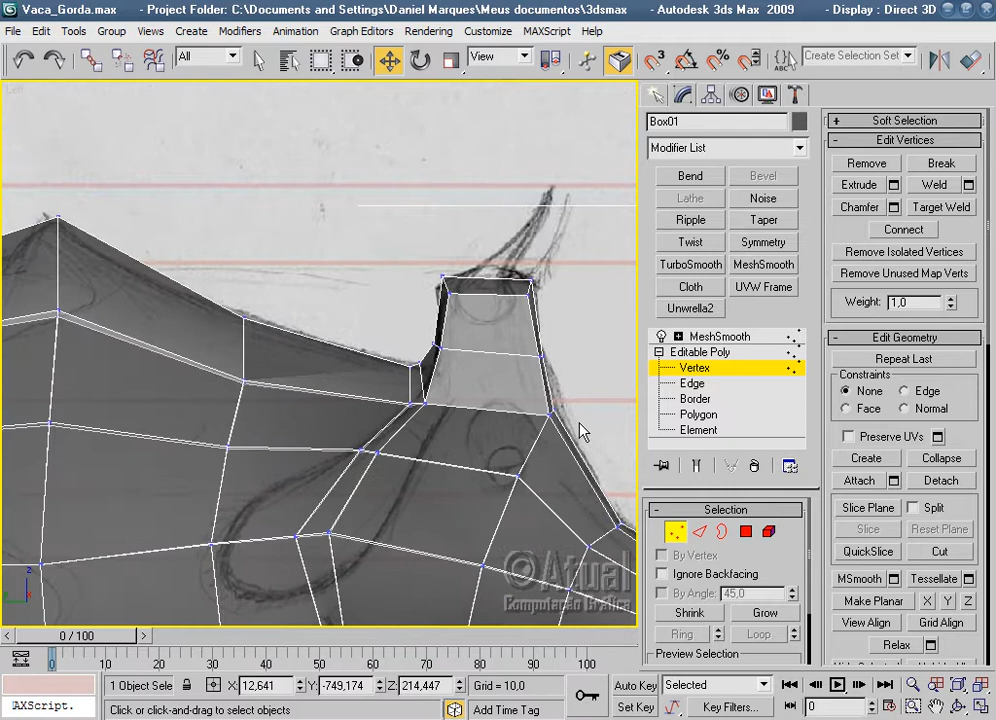 Vaca_Gorda.max - Project Folder: C:\Documents and Settings\Daniel Marques\Meus documentos\3dsmax - Autodesk 3ds Max 2009 - Display : Direct 3D
File Edit Tools Group Views Create Modifiers Animation Graph Editors Rendering Customize MAXScript Help
All View Create Selection Set
Left
Box01
Modifier List
Bend Bevel
Lathe Noise
Ripple Taper
Twist Symmetry
TurboSmooth MeshSmooth
Cloth UVW Frame
Unwrella2
MeshSmooth
Editable Poly
Vertex
Edge
Border
Polygon
Element
- Selection
By Vertex
Ignore Backfacing
By Angle: 45,0
Shrink Grow
Ring Loop
Preview Selection
+ Soft Selection
- Edit Vertices
Remove Break
Extrude Weld
Chamfer Target Weld
Connect
Remove Isolated Vertices
Remove Unused Map Verts
Weight: 1,0
- Edit Geometry
Repeat Last
Constraints
None Edge
Face Normal
Preserve UVs
Create Collapse
Attach Detach
Slice Plane Split
Slice Reset Plane
QuickSlice Cut
MSmooth Tessellate
Make Planar X Y Z
View Align Grid Align
Relax
©Atual
Computação Gráfica
z
x
< 0 / 100 >
0 10 20 30 40 50 60 70 80 90 100
1 Object Sele X: 12,641 Y: -749,174 Z: 214,447 Grid = 10,0 Auto Key Selected
AXScript. Click or click-and-drag to select objects Add Time Tag Set Key Key Filters... 0